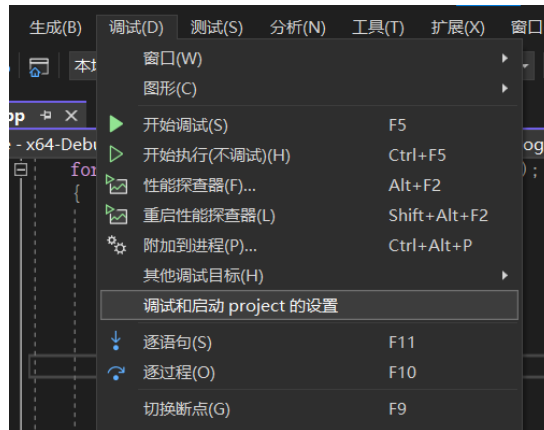 生成(B) 调试(D) 测试(S) 分析(N) 工具(T) 扩展(X) 窗口
本地
窗口(W)
图形(C)
pp
开始调试(S) F5
- x64-Debu
og
开始执行(不调试)(H) Ctrl+F5
for
);
{
性能探查器(F)... Alt+F2
重启性能探查器(L) Shift+Alt+F2
附加到进程(P)... Ctrl+Alt+P
其他调试目标(H)
调试和启动 project 的设置
逐语句(S) F11
逐过程(O) F10
切换断点(G) F9